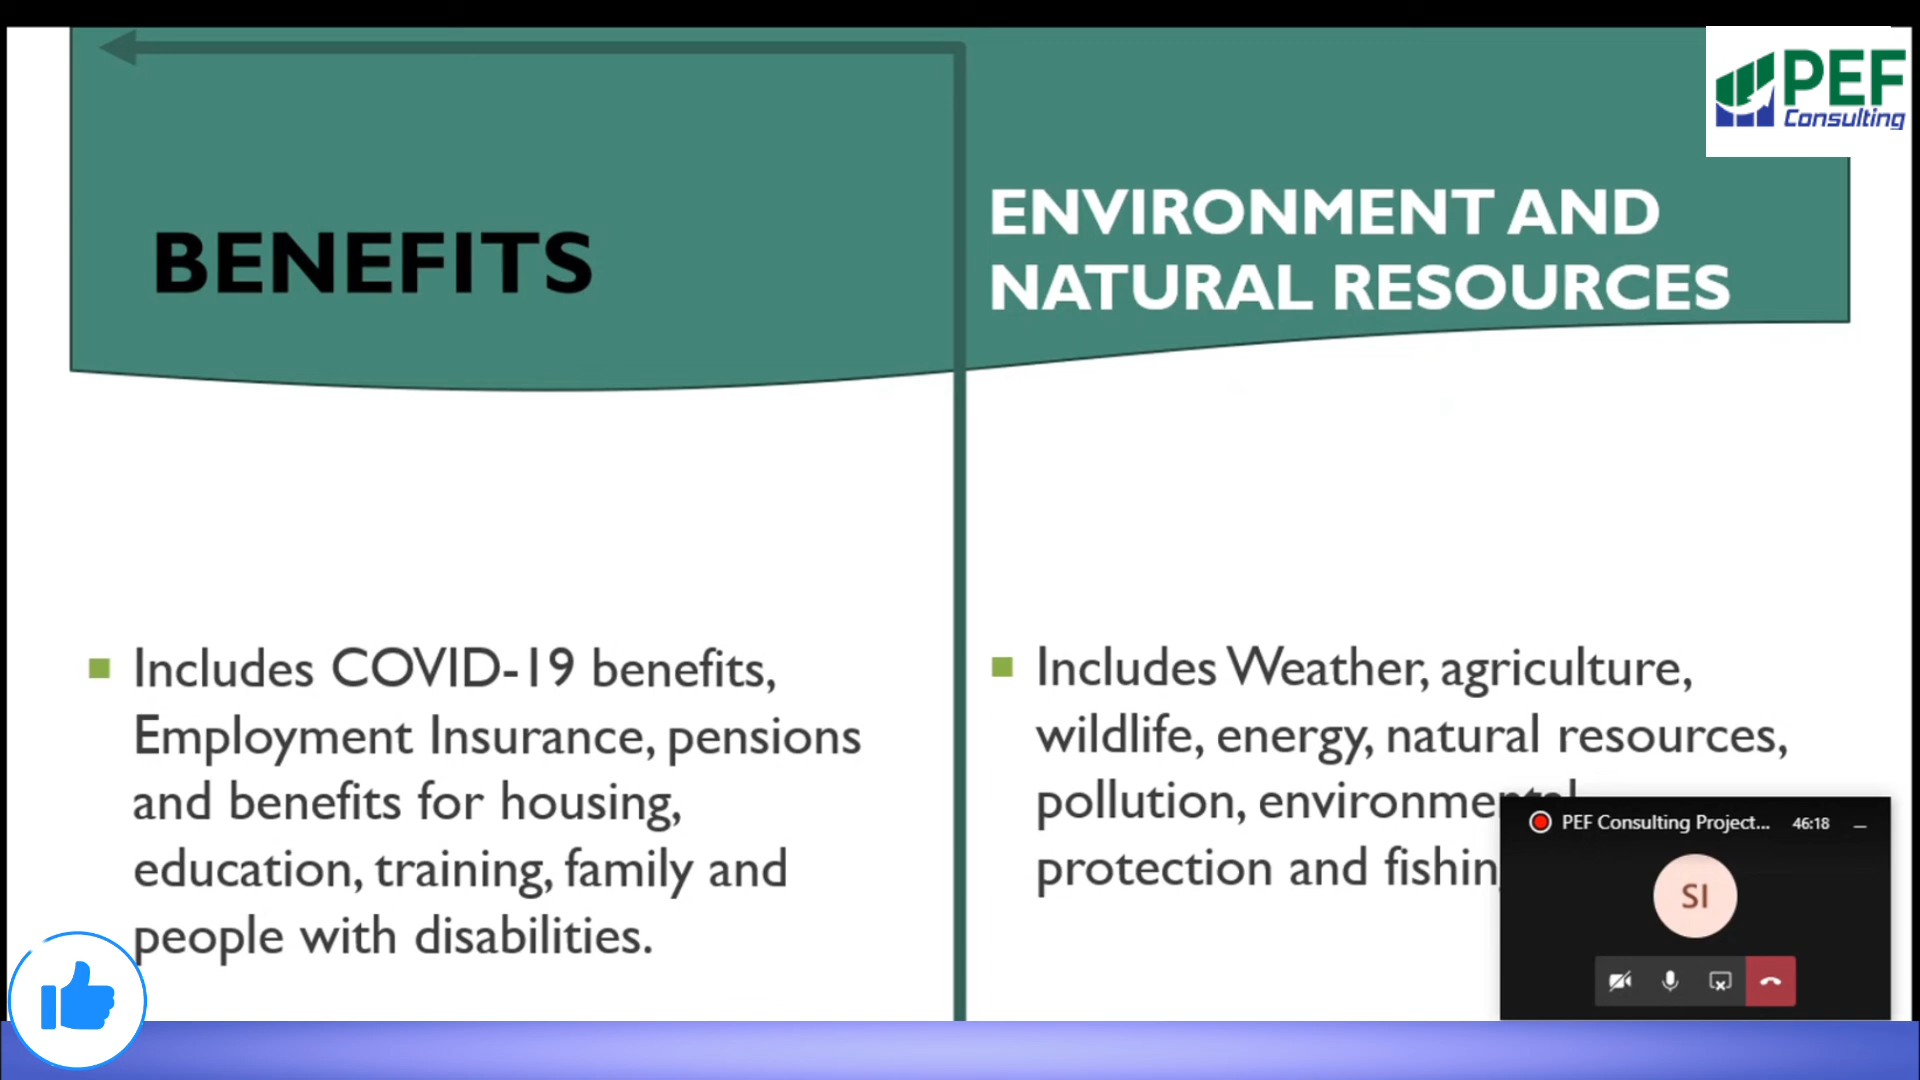 PEF
Consulting
BENEFITS
ENVIRONMENT AND
NATURAL RESOURCES
Includes COVID-19 benefits,
Employment Insurance, pensions
and benefits for housing,
education, training, family and
people with disabilities.
Includes Weather, agriculture,
wildlife, energy, natural resources,
pollution, environmental
protection and
PEF Consulting Project... 46:18
SI